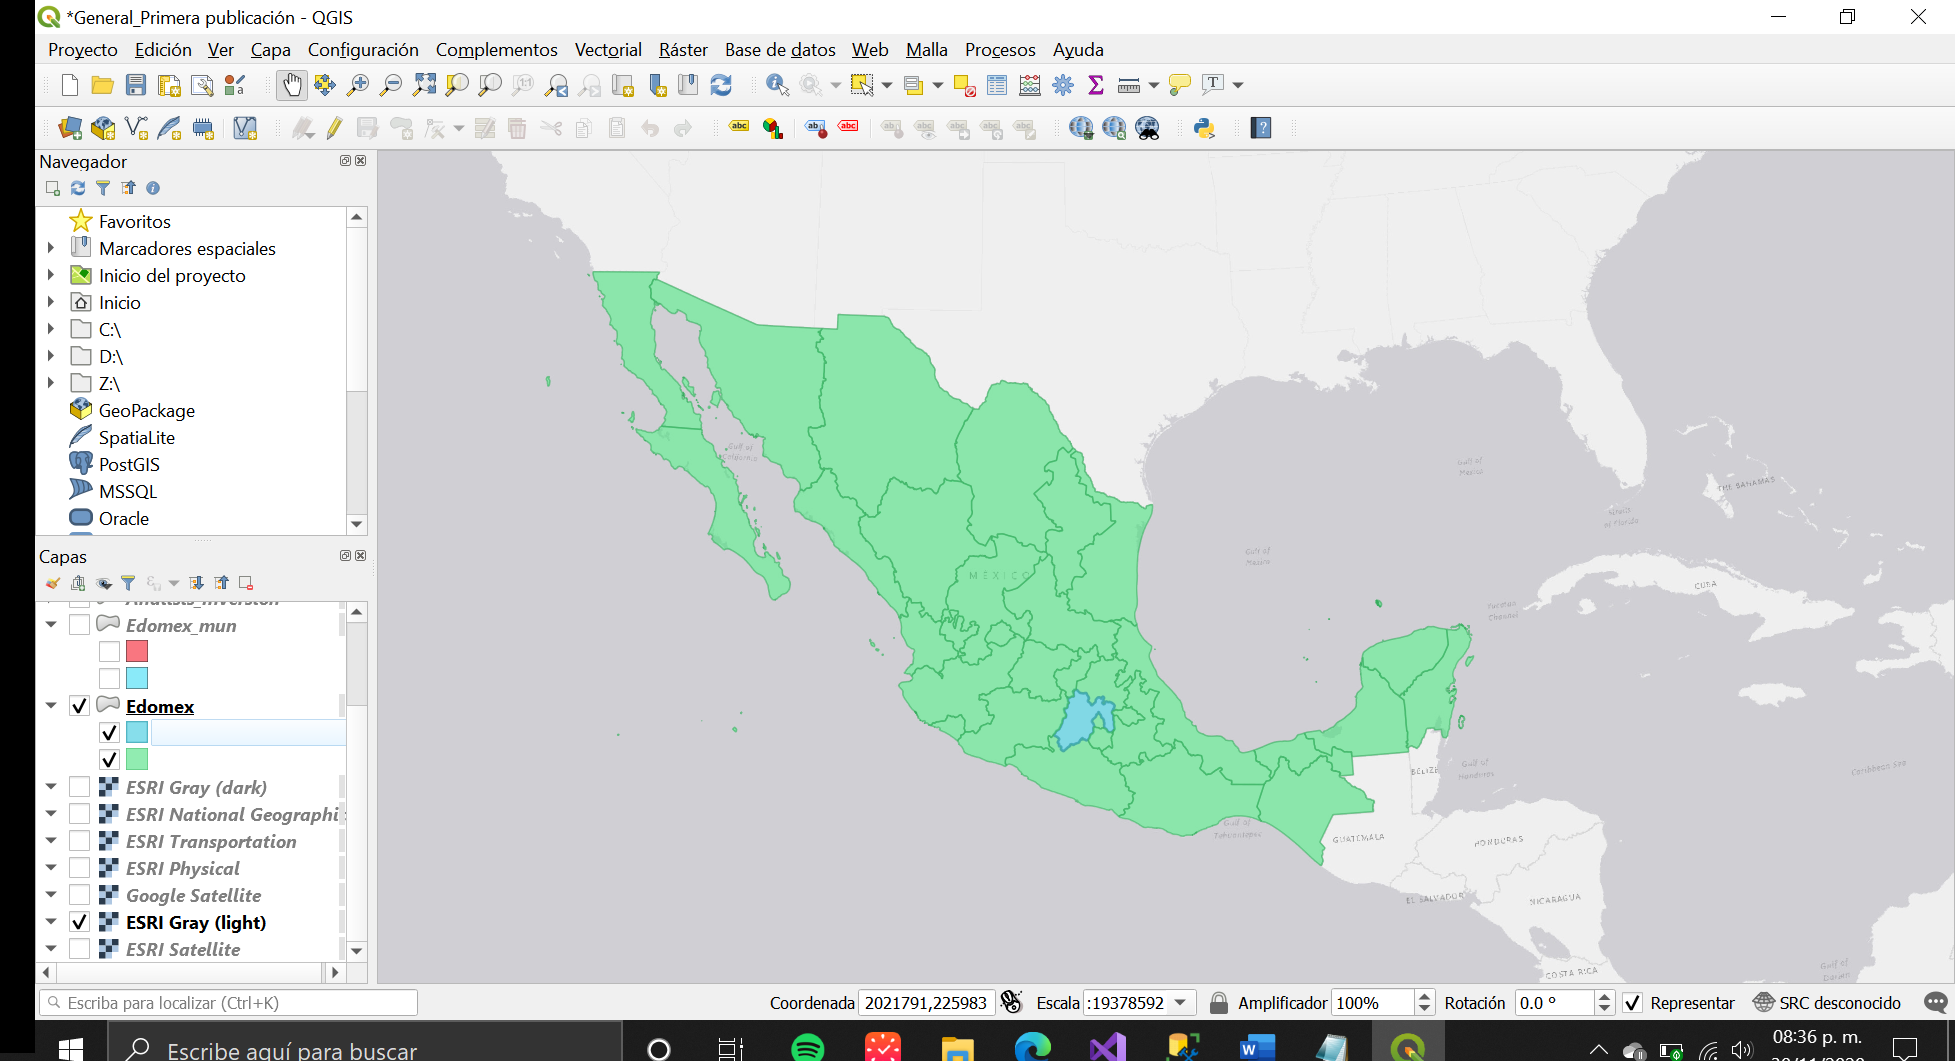 *General_Primera publicación - QGIS
Proyecto Edición Ver Capa Configuración Complementos Vectorial Ráster Base de datos Web Malla Procesos Ayuda
Navegador
Favoritos
Marcadores espaciales
Inicio del proyecto
Inicio
C:\
D:\
Z:\
GeoPackage
SpatiaLite
PostGIS
MSSQL
Oracle
Capas
Edomex_mun
Edomex
ESRI Gray (dark)
ESRI National Geographi
ESRI Transportation
ESRI Physical
Google Satellite
ESRI Gray (light)
ESRI Satellite
Gulf of
California
MÉXICO
Gulf of
Mexico
Gulf of
Mexico
THE BAHAMAS
Straits
of Florida
CUBA
Yucatan
Channel
BELIZE
Gulf of
Honduras
Caribbean Sea
Gulf of
Tehuantepec
GUATEMALA
HONDURAS
EL SALVADOR
NICARAGUA
COSTA RICA
Gulf of
Escriba para localizar (Ctrl+K)
Coordenada 2021791,225983 Escala :19378592 Amplificador 100% Rotación 0.0 ° Representar SRC desconocido
Escribe aquí para buscar
08:36 p. m.